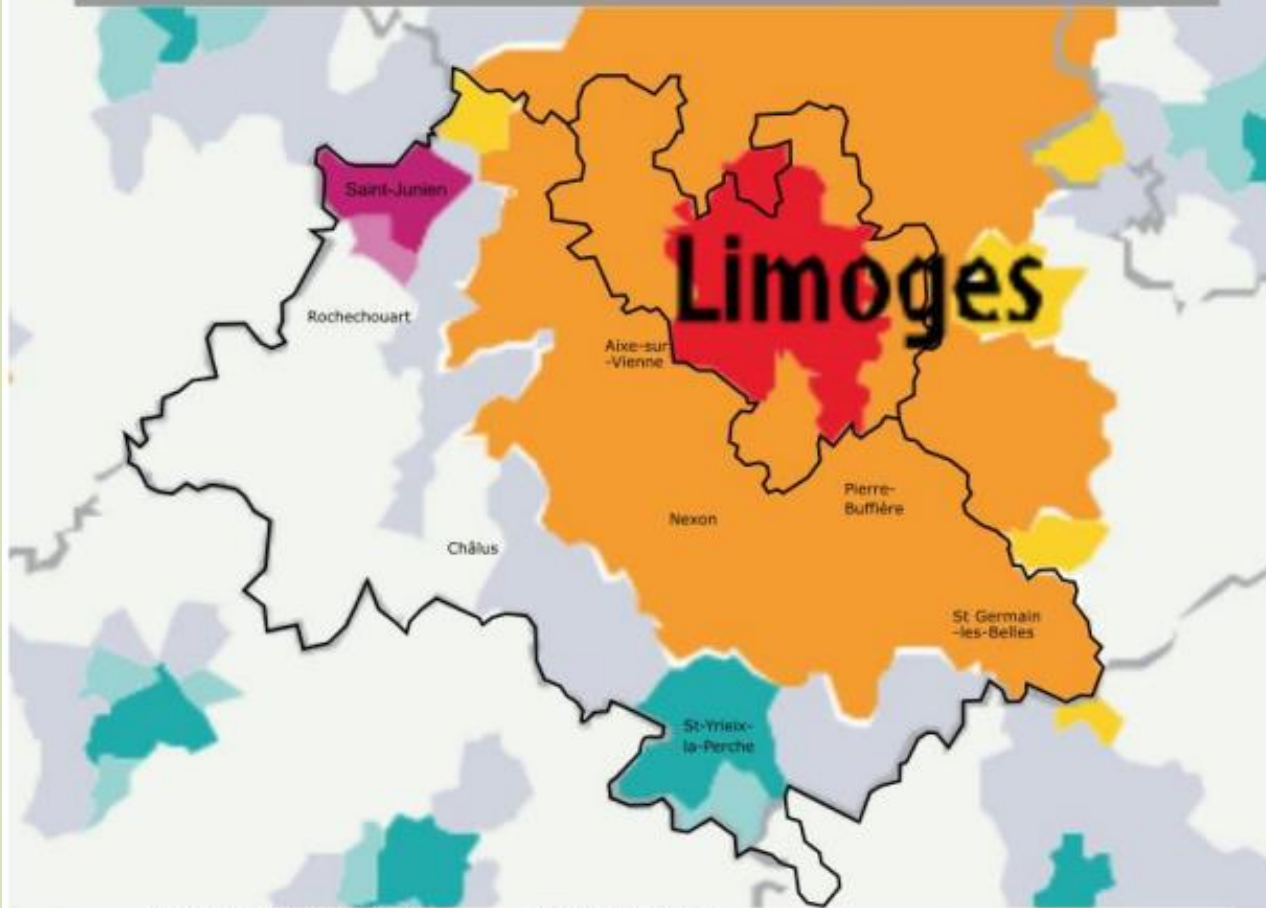 Saint-Junien
Limoges
Rochechouart
Aixe-sur
-Vienne
Pierre-
Buffière
Nexon
Châlus
St Germain
-les-Belles
St-Yrieix-
la-Perche